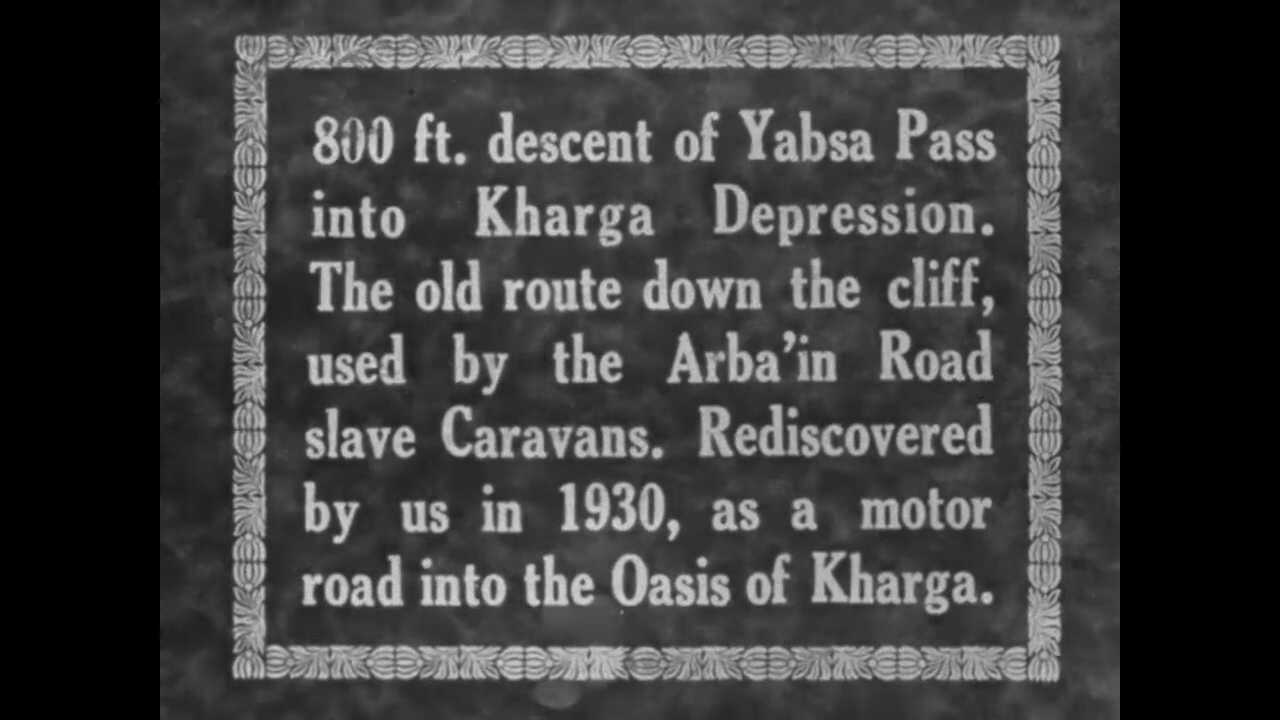 800 ft. descent of Yabsa Pass
into Kharga Depression.
The old route down the cliff,
used by the Arba'in Road
slave Caravans. Rediscovered
by us in 1930, as a motor
road into the Oasis of Kharga.